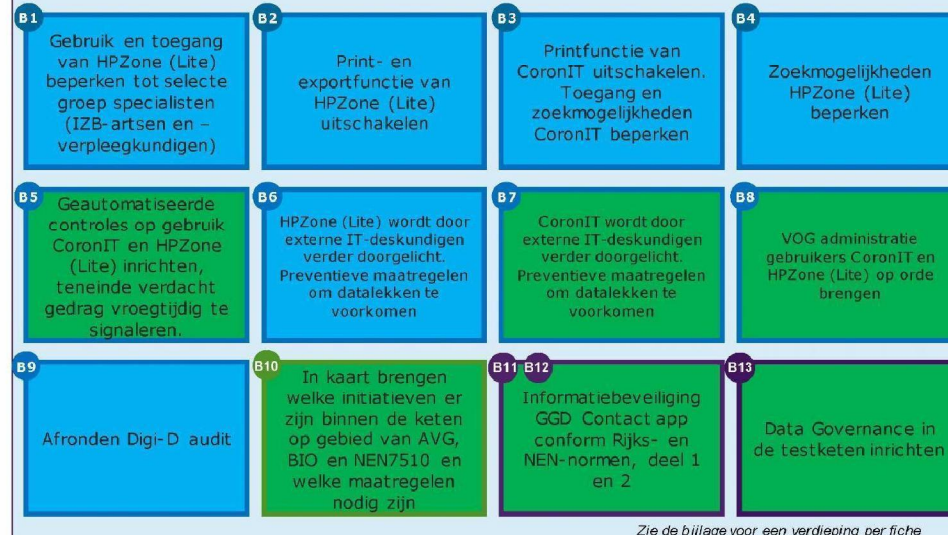 B1
Gebruik en toegang
van HPZone (Lite)
beperken tot selecte
groep specialisten
(IZB-artsen en –
verpleegkundigen)
B2
Print- en
exportfunctie van
HPZone (Lite)
uitschakelen
B3
Printfunctie van
CoronIT uitschakelen.
Toegang en
zoekmogelijkheden
CoronIT beperken
B4
Zoekmogelijkheden
HPZone (Lite)
beperken
B5
Geautomatiseerde
controles op gebruik
CoronIT en HPZone
(Lite) inrichten,
teneinde verdacht
gedrag vroegtijdig te
signaleren.
B6
HPZone (Lite) wordt door
externe IT-deskundigen
verder doorgelicht.
Preventieve maatregelen
om datalekken te
voorkomen
B7
CoronIT wordt door
externe IT-deskundigen
verder doorgelicht.
Preventieve maatregelen
om datalekken te
voorkomen
B8
VOG administratie
gebruikers CoronIT en
HPZone (Lite) op orde
brengen
B9
Afronden Digi-D audit
B10
In kaart brengen
welke initiatieven er
zijn binnen de keten
op gebied van AVG,
BIO en NEN7510 en
welke maatregelen
nodig zijn
B11 B12
Informatiebeveiliging
GGD Contact app
conform Rijks- en
NEN-normen, deel 1
en 2
B13
Data Governance in
de testketen inrichten
Zie de bijlage voor een verdieping per fiche